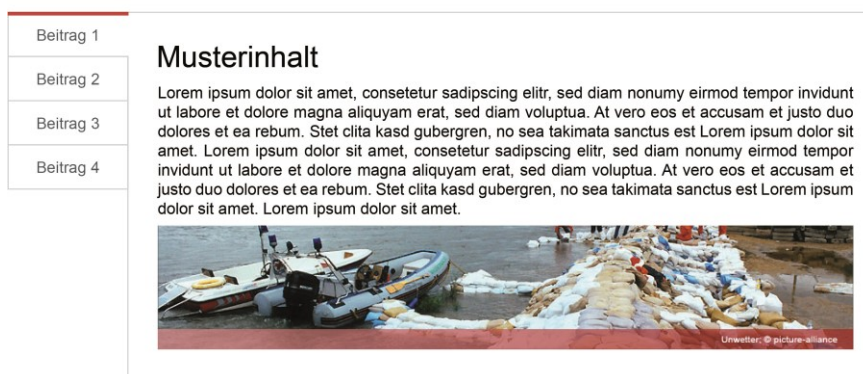 Beitrag 1
Beitrag 2
Beitrag 3
Beitrag 4
Musterinhalt
Lorem ipsum dolor sit amet, consetetur sadipscing elitr, sed diam nonumy eirmod tempor invidunt
ut labore et dolore magna aliquyam erat, sed diam voluptua. At vero eos et accusam et justo duo
dolores et ea rebum. Stet clita kasd gubergren, no sea takimata sanctus est Lorem ipsum dolor sit
amet. Lorem ipsum dolor sit amet, consetetur sadipscing elitr, sed diam nonumy eirmod tempor
invidunt ut labore et dolore magna aliquyam erat, sed diam voluptua. At vero eos et accusam et
justo duo dolores et ea rebum. Stet clita kasd gubergren, no sea takimata sanctus est Lorem ipsum
dolor sit amet. Lorem ipsum dolor sit amet.
Unwetter; © picture-alliance